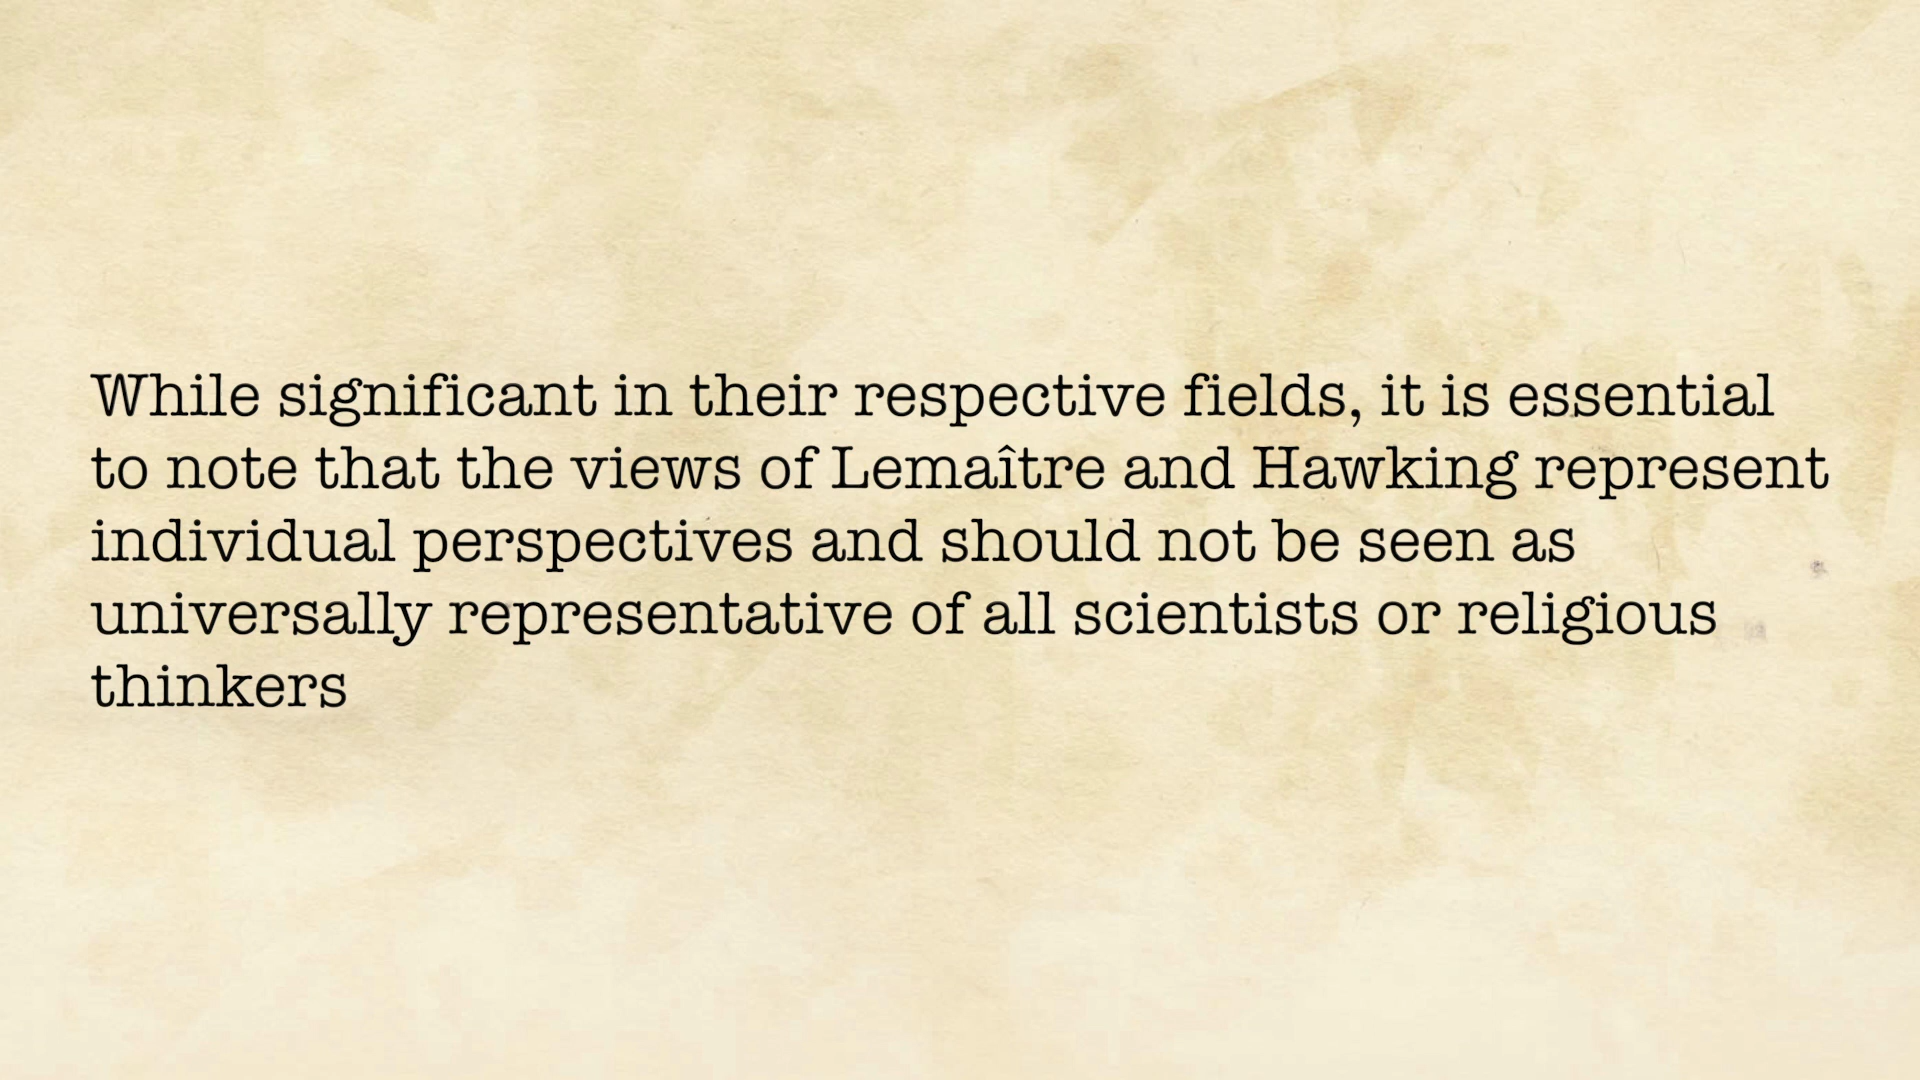 While significant in their respective fields, it is essential
to note that the views of Lemaître and Hawking represent
individual perspectives and should not be seen as
universally representative of all scientists or religious
thinkers